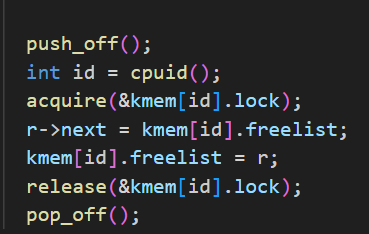 push_off();
int id = cpuid();
acquire(&kmem[id].lock);
r->next = kmem[id].freelist;
kmem[id].freelist = r;
release(&kmem[id].lock);
pop_off();